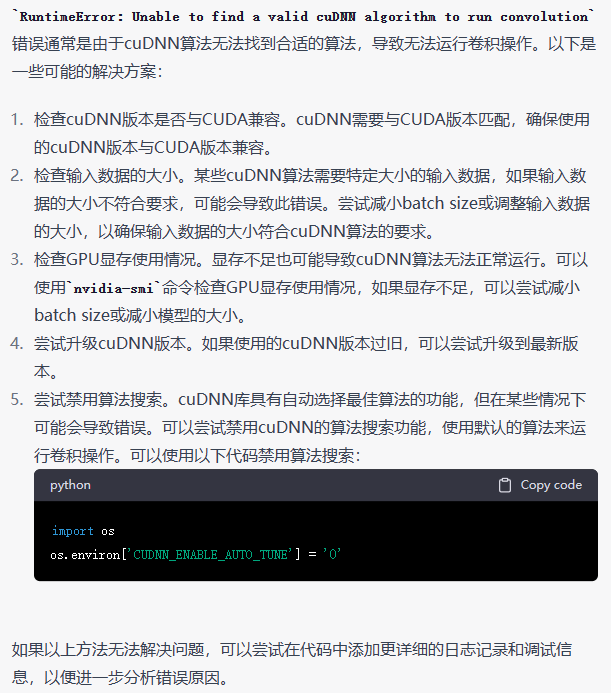 `RuntimeError: Unable to find a valid cuDNN algorithm to run convolution`
错误通常是由于cuDNN算法无法找到合适的算法，导致无法运行卷积操作。以下是
一些可能的解决方案：
1. 检查cuDNN版本是否与CUDA兼容。cuDNN需要与CUDA版本匹配，确保使用
的cuDNN版本与CUDA版本兼容。
2. 检查输入数据的大小。某些cuDNN算法需要特定大小的输入数据，如果输入数
据的大小不符合要求，可能会导致此错误。尝试减小batch size或调整输入数据
的大小，以确保输入数据的大小符合cuDNN算法的要求。
3. 检查GPU显存使用情况。显存不足也可能导致cuDNN算法无法正常运行。可以
使用`nvidia-smi`命令检查GPU显存使用情况，如果显存不足，可以尝试减小
batch size或减小模型的大小。
4. 尝试升级cuDNN版本。如果使用的cuDNN版本过旧，可以尝试升级到最新版
本。
5. 尝试禁用算法搜索。cuDNN库具有自动选择最佳算法的功能，但在某些情况下
可能会导致错误。可以尝试禁用cuDNN的算法搜索功能，使用默认的算法来运
行卷积操作。可以使用以下代码禁用算法搜索：
python Copy code
import os
os.environ['CUDNN_ENABLE_AUTO_TUNE'] = '0'
如果以上方法无法解决问题，可以尝试在代码中添加更详细的日志记录和调试信
息，以便进一步分析错误原因。